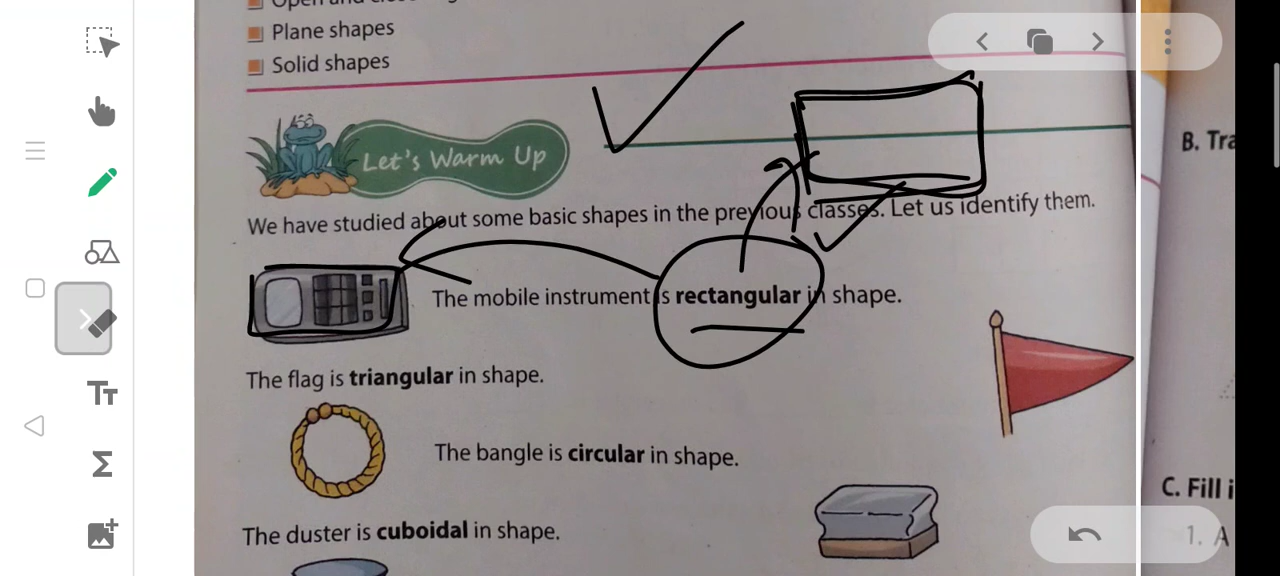 Plane shapes
Solid shapes
Let's Warm Up
We have studied about some basic shapes in the previous classes. Let us identify them.
The mobile instrument is rectangular in shape.
The flag is triangular in shape.
The bangle is circular in shape.
The duster is cuboidal in shape.
B. Tra
C. Fill i
1. A
Tт
Σ